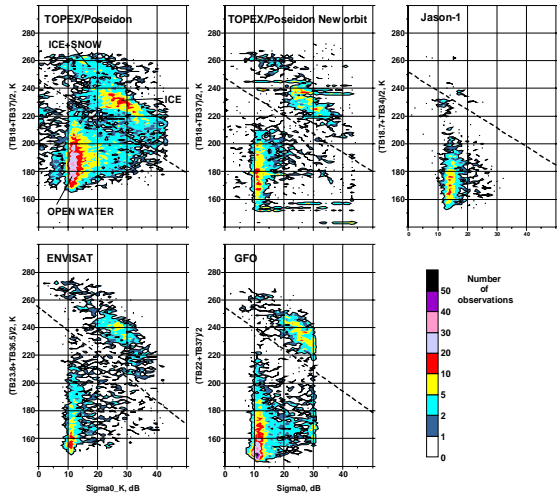 TOPEX/Poseidon
TOPEX/Poseidon New orbit
Jason-1
(TB18+TB37)/2, K
280
260
240
220
200
180
160
ICE+SNOW
ICE
OPEN WATER
(TB18+TB37)/2, K
280
260
240
220
200
180
160
(TB18.7+TB34)/2, K
280
260
240
220
200
180
160
0 10 20 30 40 50
ENVISAT
GFO
(TB23.8+TB36.5)/2, K
280
260
240
220
200
180
160
0 10 20 30 40 50
Sigma0_K, dB
(TB22+TB37)/2
280
260
240
220
200
180
160
0 10 20 30 40 50
Sigma0, dB
Number
of
observations
50
40
30
20
10
5
2
1
0